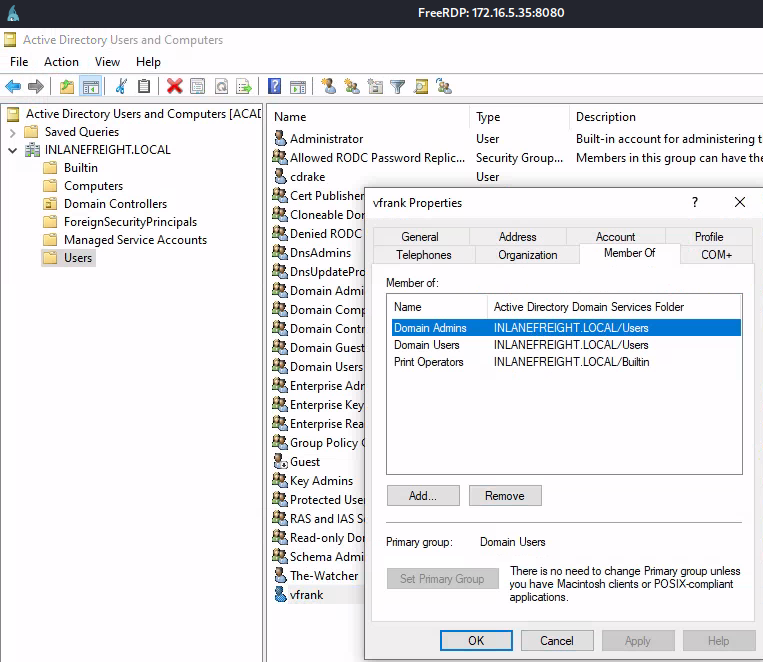 FreeRDP: 172.16.5.35:8080
Active Directory Users and Computers
File Action View Help
Active Directory Users and Computers [ACAD
Saved Queries
INLANEFREIGHT.LOCAL
Builtin
Computers
Domain Controllers
ForeignSecurityPrincipals
Managed Service Accounts
Users
Name Type Description
Administrator User Built-in account for administering t
Allowed RODC Password Replic... Security Group... Members in this group can have the
cdrake User
Cert Publisher
Cloneable Do
Denied RODC
DnsAdmins
DnsUpdatePro
Domain Admi
Domain Comp
Domain Contr
Domain Guest
Domain Users
Enterprise Adr
Enterprise Key
Enterprise Rea
Group Policy C
Guest
Key Admins
Protected User
RAS and IAS S
Read-only Dor
Schema Admi
The-Watcher
vfrank
vfrank Properties
?
General Address Account Profile
Telephones Organization Member Of COM+
Member of:
Name Active Directory Domain Services Folder
Domain Admins INLANEFREIGHT.LOCAL/Users
Domain Users INLANEFREIGHT.LOCAL/Users
Print Operators INLANEFREIGHT.LOCAL/Builtin
Add... Remove
Primary group: Domain Users
Set Primary Group
There is no need to change Primary group unless
you have Macintosh clients or POSIX-compliant
applications.
OK Cancel Apply Help